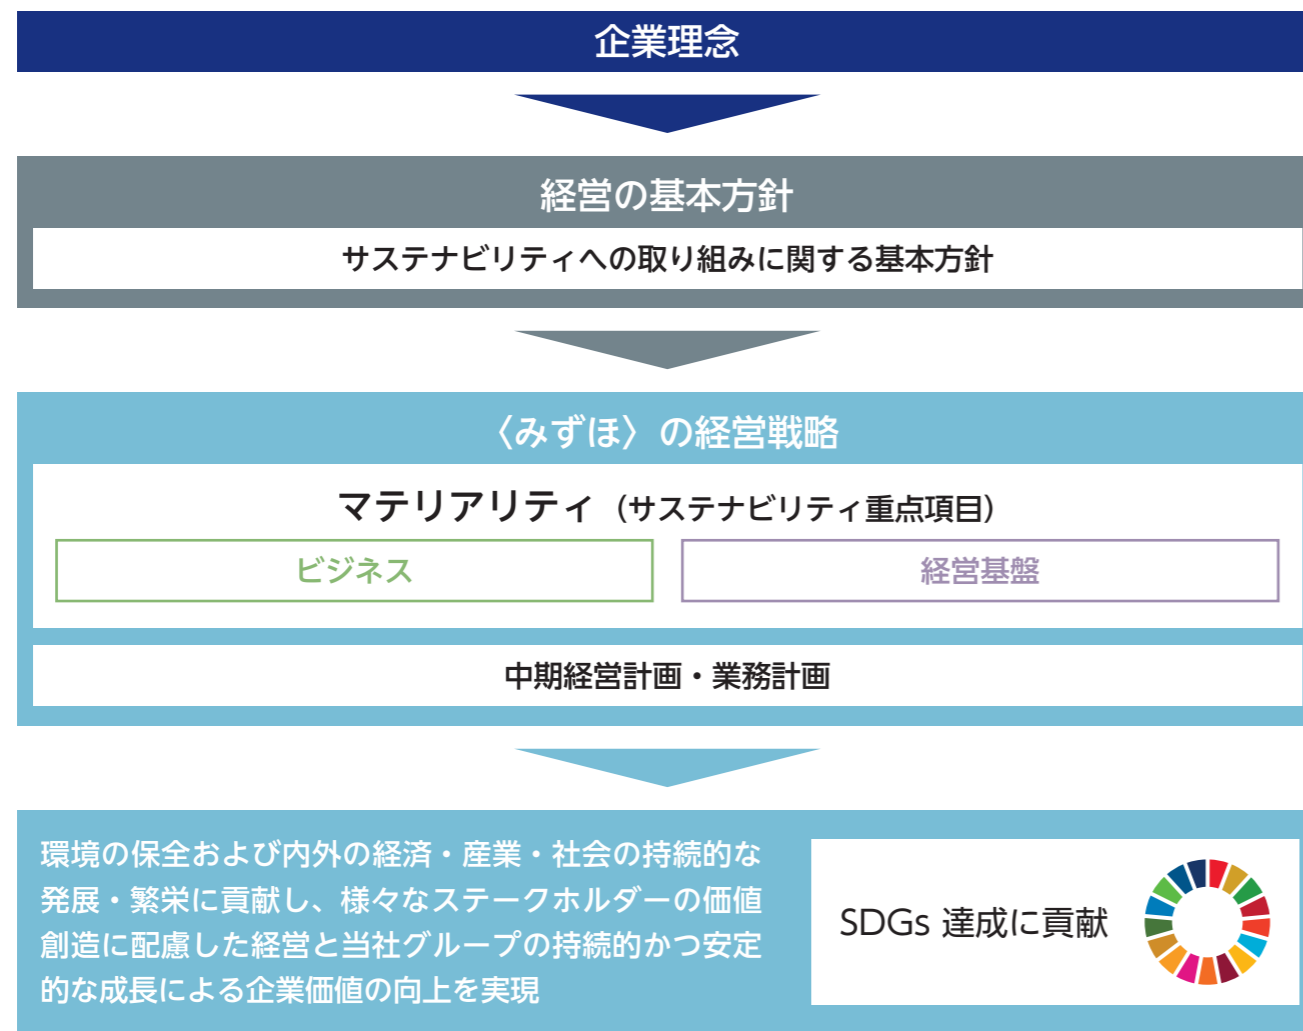 企業理念
経営の基本方針
サステナビリティへの取り組みに関する基本方針
〈みずほ〉の経営戦略
マテリアリティ（サステナビリティ重点項目）
ビジネス
経営基盤
中期経営計画・業務計画
環境の保全および内外の経済・産業・社会の持続的な
発展・繁栄に貢献し、様々なステークホルダーの価値
創造に配慮した経営と当社グループの持続的かつ安定
的な成長による企業価値の向上を実現
SDGs 達成に貢献